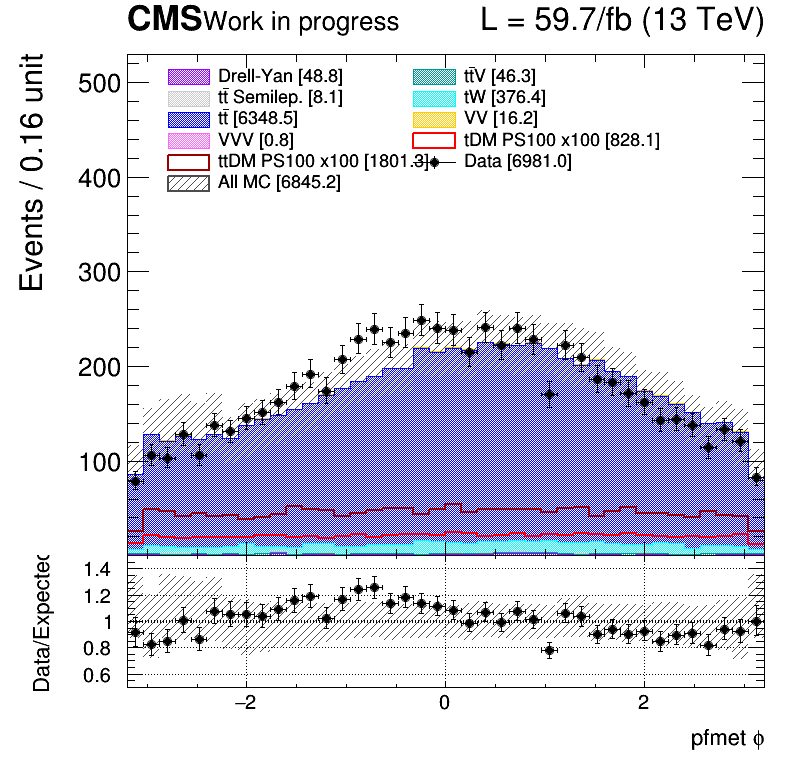 CMS Work in progress L = 59.7/fb (13 TeV)
Events / 0.16 unit
500
400
300
200
100
Drell-Yan [48.8] tt̄V [46.3]
tt̄ Semilep. [8.1] tW [376.4]
tt̄ [6348.5] VV [16.2]
VVV [0.8] tDM PS100 x100 [828.1]
ttDM PS100 x100 [1801.3] Data [6981.0]
All MC [6845.2]
Data/Expected
1.4
1.2
1
0.8
0.6
−2 0 2
pfmet ϕ